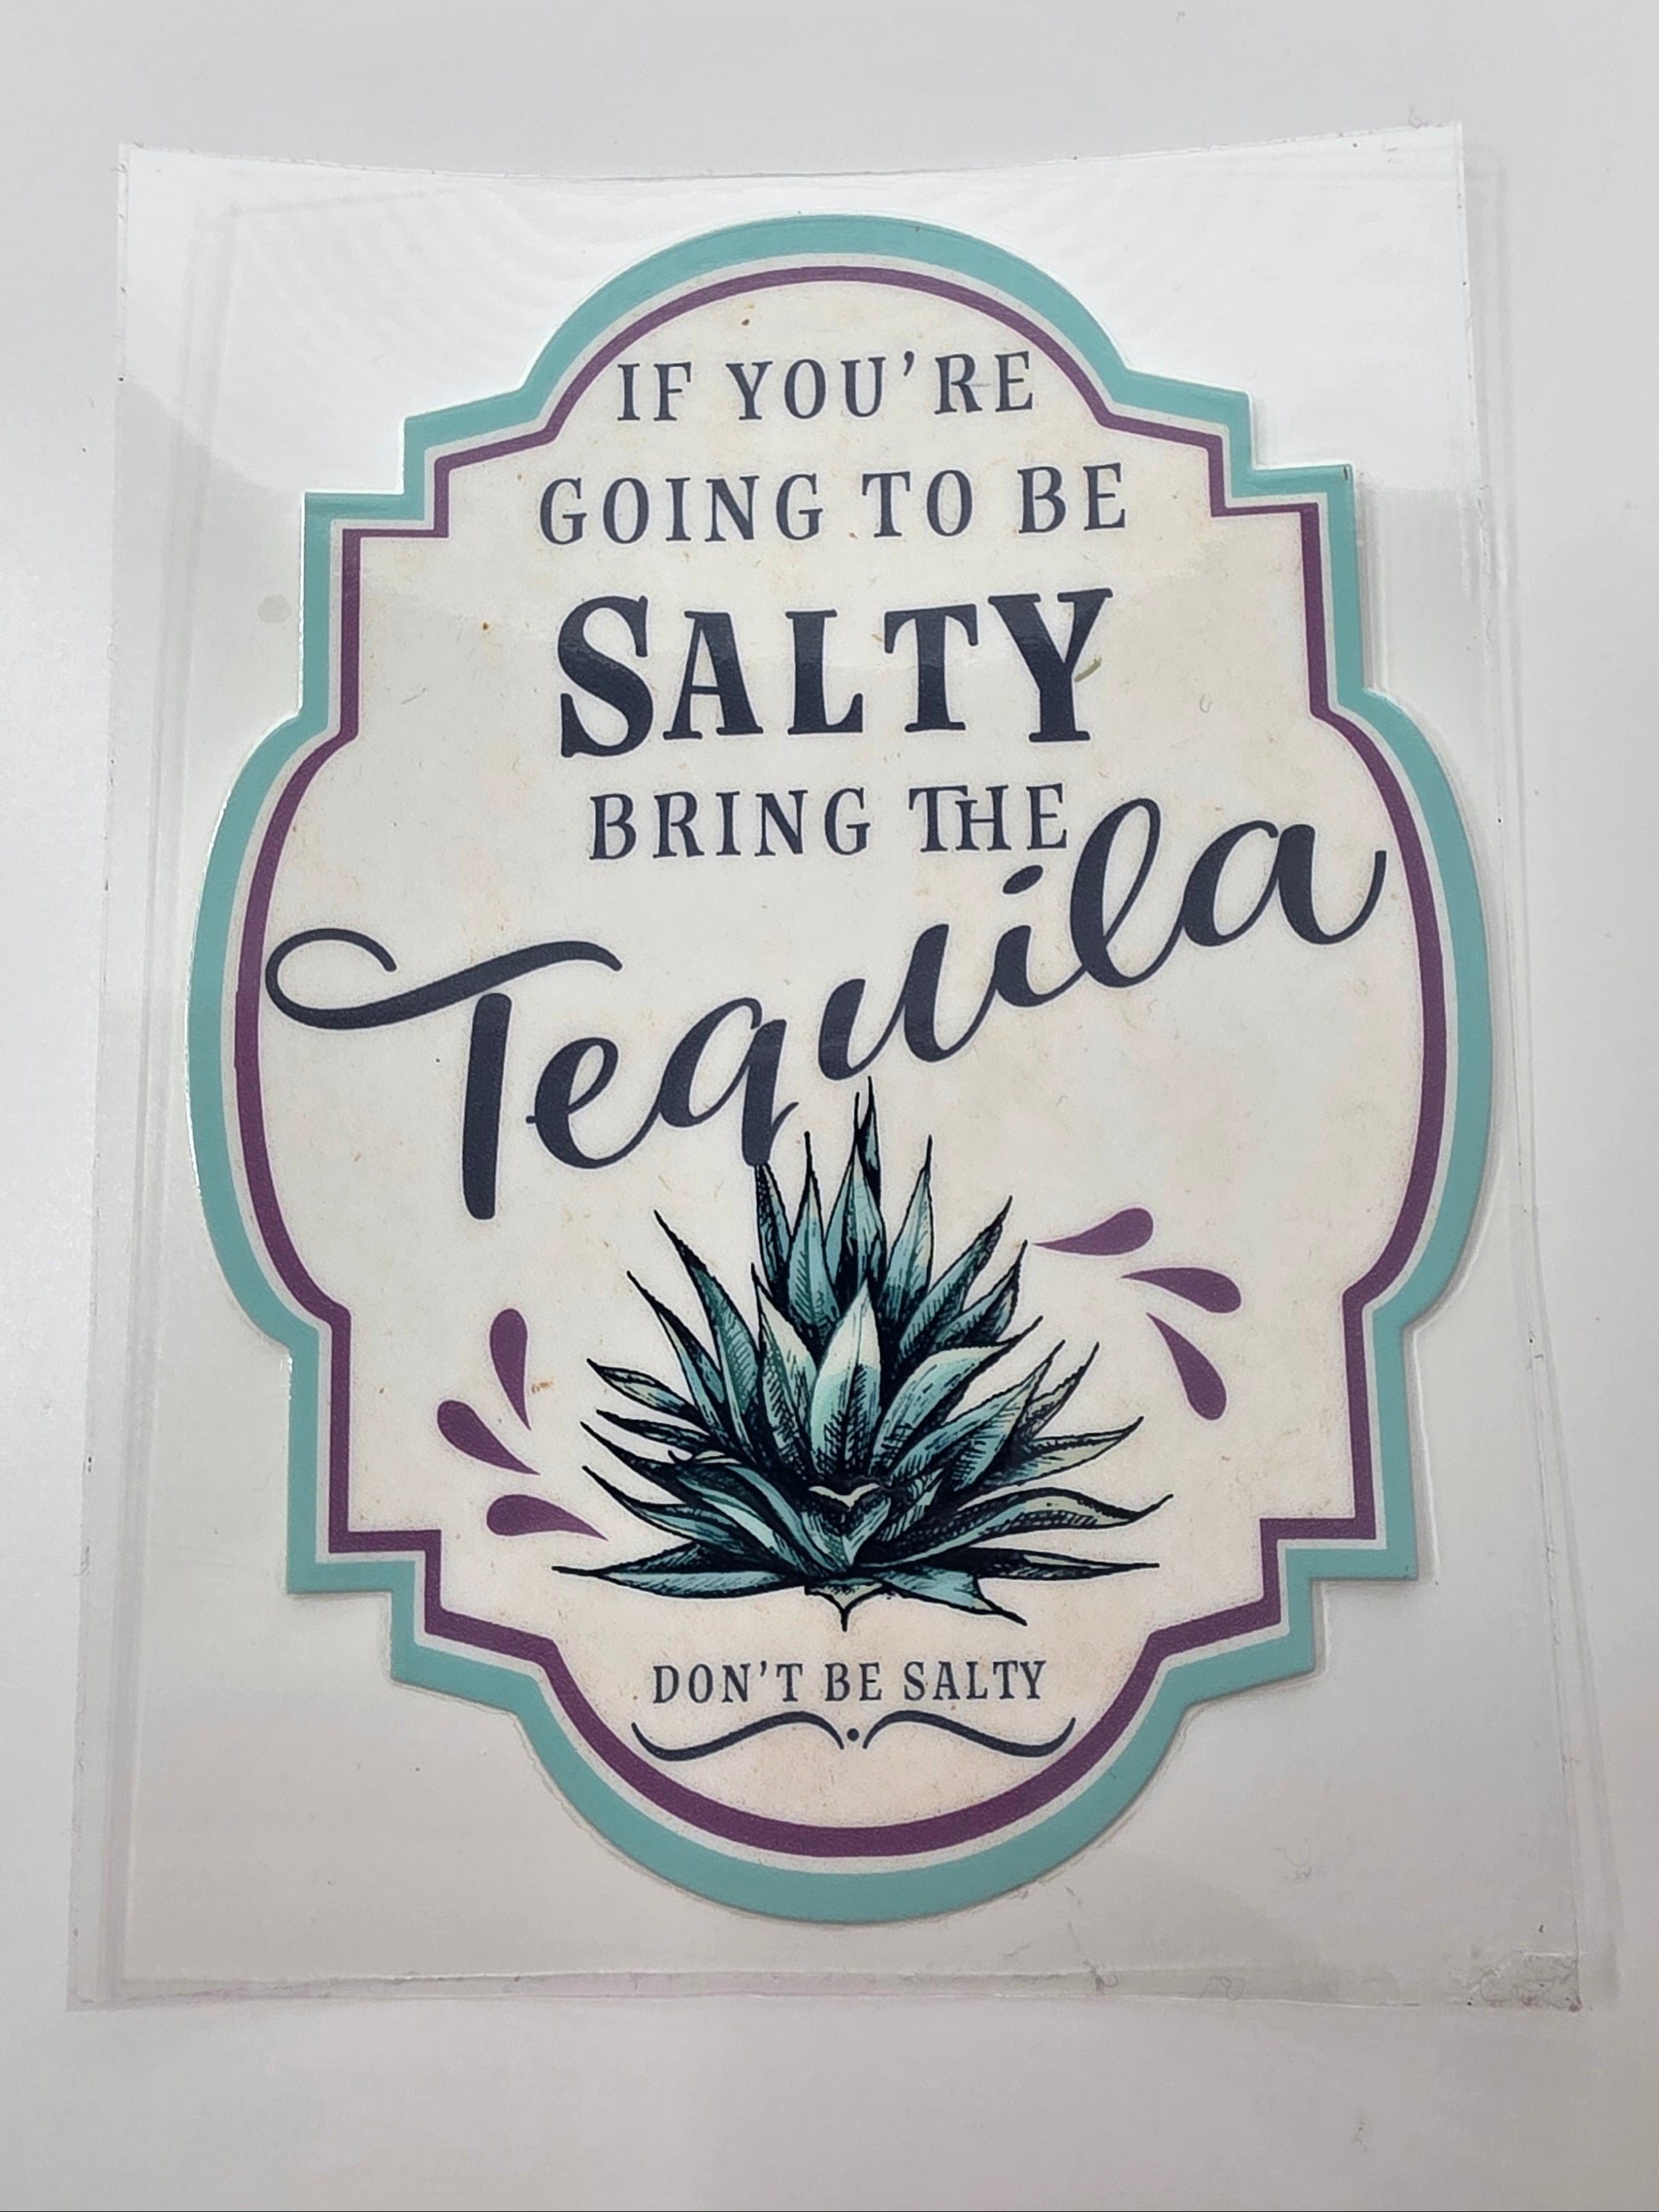 IF YOU'RE
GOING TO BE
SALTY
BRING THE
Tequila
DON'T BE SALTY